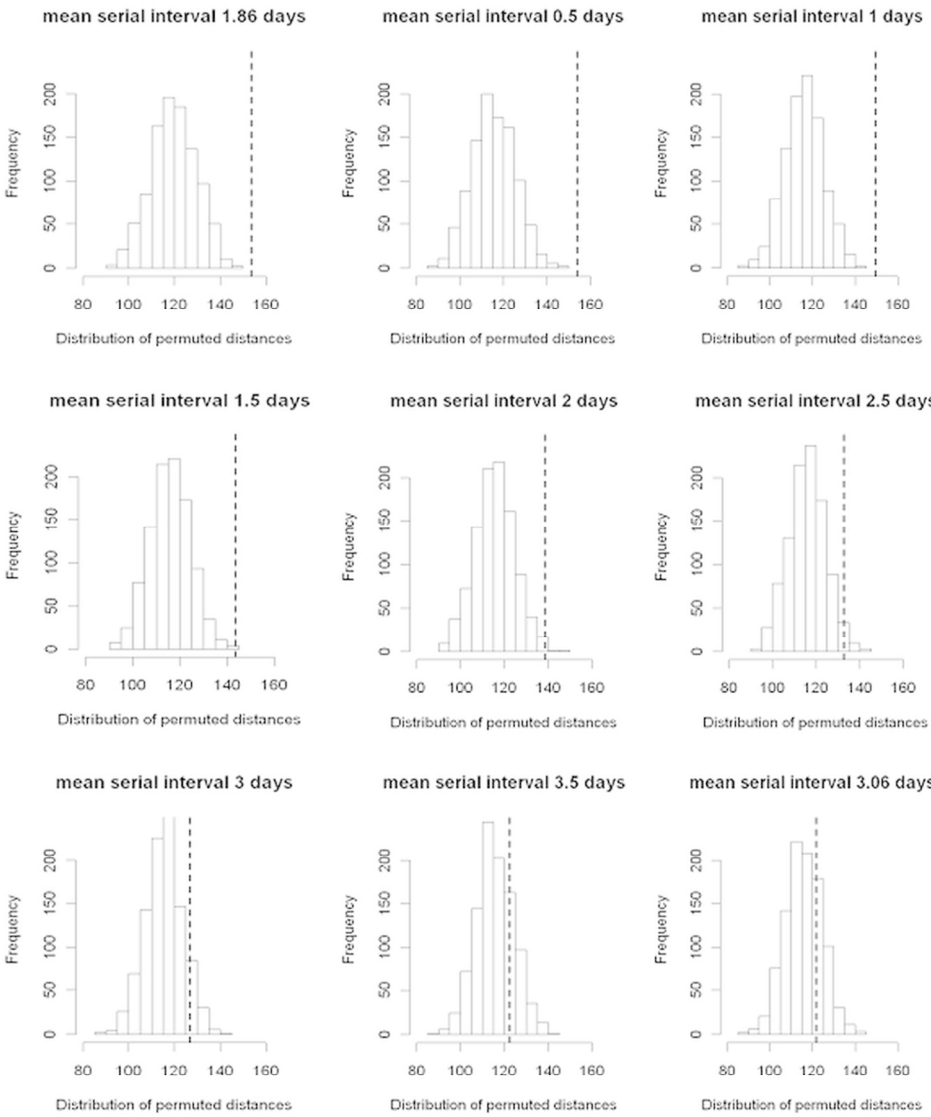 mean serial interval 1.86 days
mean serial interval 0.5 days
mean serial interval 1 days
Frequency
0 50 100 150 200
80 100 120 140 160
Distribution of permuted distances
Frequency
0 50 100 150 200
80 100 120 140 160
Distribution of permuted distances
Frequency
0 50 100 150 200
80 100 120 140 160
Distribution of permuted distances
mean serial interval 1.5 days
mean serial interval 2 days
mean serial interval 2.5 days
Frequency
0 50 100 150 200
80 100 120 140 160
Distribution of permuted distances
Frequency
0 50 100 150 200
80 100 120 140 160
Distribution of permuted distances
Frequency
0 50 100 150 200
80 100 120 140 160
Distribution of permuted distances
mean serial interval 3 days
mean serial interval 3.5 days
mean serial interval 3.06 days
Frequency
0 50 100 150 200
80 100 120 140 160
Distribution of permuted distances
Frequency
0 50 100 150 200
80 100 120 140 160
Distribution of permuted distances
Frequency
0 50 100 150 200
80 100 120 140 160
Distribution of permuted distances